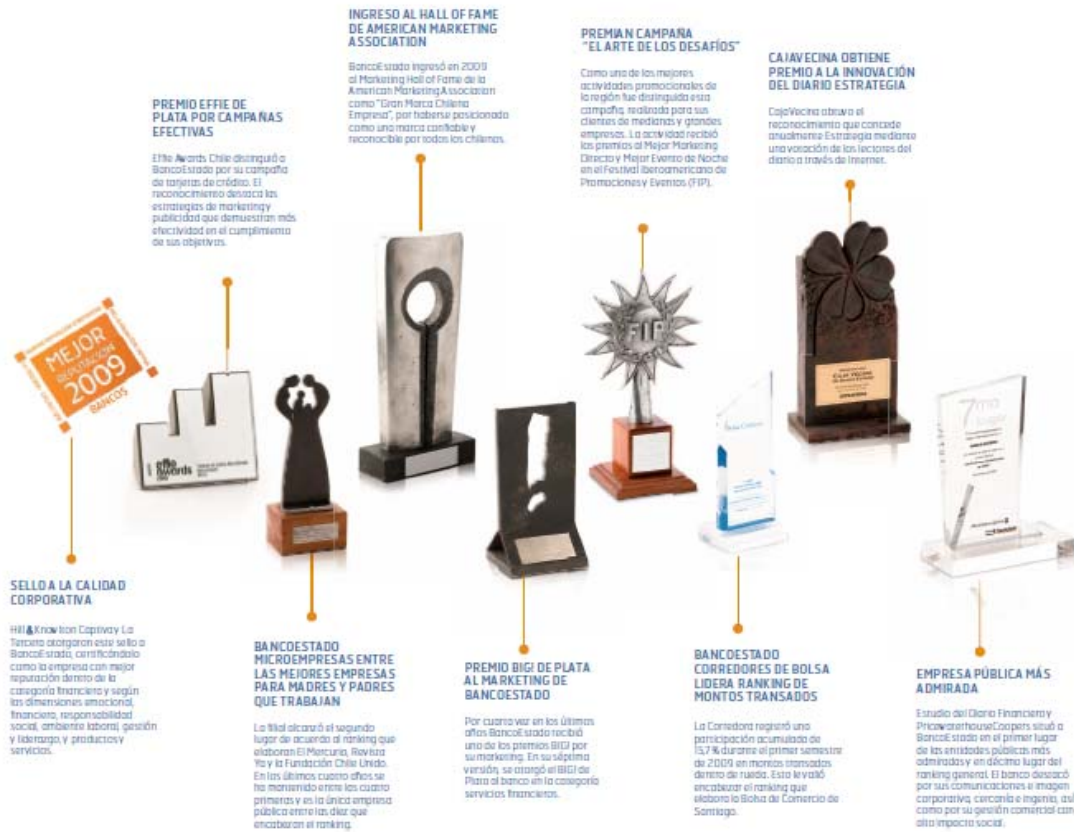 INGRESO AL HALL OF FAME
DE AMERICAN MARKETING
ASSOCIATION
BancoEstado ingresó en 2009
al Marketing Hall of Fame de la
American Marketing Association
como "Gran Marca Chilena
Empresa", por haberse posicionado
como una marca confiable y
reconocible por todos los chilenos.
PREMIAN CAMPAÑA
"EL ARTE DE LOS DESAFÍOS"
Como una de las mejores
actividades promocionales de
la región fue distinguida esta
campaña, realizada para sus
clientes de medianas y grandes
empresas. La actividad recibió
los premios al Mejor Marketing
Directo y Mejor Evento de Noche
en el Festival Iberoamericano de
Promociones y Eventos (FIP).
CAJAVECINA OBTIENE
PREMIO A LA INNOVACIÓN
DEL DIARIO ESTRATEGIA
CajaVecina obtuvo el
reconocimiento que concede
anualmente Estrategia mediante
una votación de los lectores del
diario a través de Internet.
PREMIO EFFIE DE
PLATA POR CAMPAÑAS
EFECTIVAS
Effie Awards Chile distinguió a
BancoEstado por su campaña
de tarjetas de crédito. El
reconocimiento destaca las
estrategias de marketing y
publicidad que demuestran más
efectividad en el cumplimiento
de sus objetivos.
MEJOR
REPUTACIÓN
2009
BANCOS
effie
awards
FIP
7ma
SELLO A LA CALIDAD
CORPORATIVA
Hill & Knowlton Captiva y La
Tercera otorgaron este sello a
BancoEstado, certificándolo
como la empresa con mejor
reputación dentro de la
categoría financiera y según
las dimensiones emocional,
financiera, responsabilidad
social, ambiente laboral, gestión
y liderazgo, y productos y
servicios.
BANCOESTADO
MICROEMPRESAS ENTRE
LAS MEJORES EMPRESAS
PARA MADRES Y PADRES
QUE TRABAJAN
La filial alcanzó el segundo
lugar de acuerdo al ranking que
elaboran El Mercurio, Revista
Ya y la Fundación Chile Unido.
En los últimos cuatro años se
ha mantenido entre las cuatro
primeras y es la única empresa
pública entre las diez que
encabezan el ranking.
PREMIO BIG! DE PLATA
AL MARKETING DE
BANCOESTADO
Por cuarta vez en los últimos
años BancoEstado recibió
uno de los premios BIG! por
su marketing. En su séptima
versión, se otorgó el BIG! de
Plata al banco en la categoría
servicios financieros.
BANCOESTADO
CORREDORES DE BOLSA
LIDERA RANKING DE
MONTOS TRANSADOS
La Corredora registró una
participación acumulada de
15,7% durante el primer semestre
de 2009 en montos transados
dentro de rueda. Esto le valió
encabezar el ranking que
elabora la Bolsa de Comercio de
Santiago.
EMPRESA PÚBLICA MÁS
ADMIRADA
Estudio del Diario Financiero y
PricewaterhouseCoopers situó a
BancoEstado en el primer lugar
de las entidades públicas más
admiradas y en décimo lugar del
ranking general. El banco destacó
por sus comunicaciones e imagen
corporativa, cercanía e ingenio, así
como por su gestión comercial con
alto impacto social.